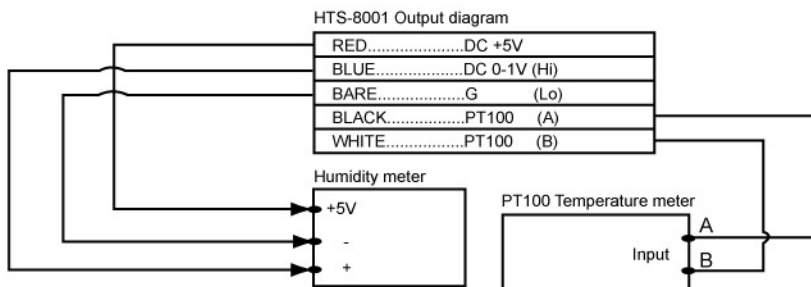 HTS-8001 Output diagram
RED.....................DC +5V
BLUE...................DC 0-1V (Hi)
BARE...................G (Lo)
BLACK.................PT100 (A)
WHITE.................PT100 (B)
Humidity meter
+5V
-
+
PT100 Temperature meter
A
Input
B